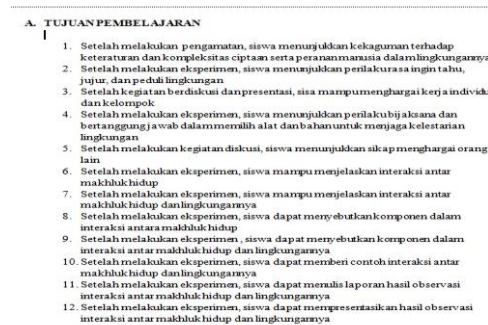 A. TUJUAN PEMBELAJARAN
1. Setelah melakukan pengamatan, siswa menunjukkan kekaguman terhadap
keteraturan dan kompleksitas ciptaan serta peranan manusia dalam lingkungannya
2. Setelah melakukan eksperimen, siswa menunjukkan perilaku rasa ingin tahu,
jujur, dan peduli lingkungan
3. Setelah kegiatan berdiskusi dan presentasi, sisa mampu menghargai kerja individu
dan kelompok
4. Setelah melakukan eksperimen, siswa menunjukkan perilaku bijaksana dan
bertanggung jawab dalam memilih alat dan bahan untuk menjaga kelestarian
lingkungan
5. Setelah melakukan kegiatan diskusi, siswa menunjukkan sikap menghargai orang
lain
6. Setelah melakukan eksperimen, siswa mampu menjelaskan interaksi antar
makhluk hidup
7. Setelah melakukan eksperimen, siswa mampu menjelaskan interaksi antar
makhluk hidup dan lingkungannya
8. Setelah melakukan eksperimen, siswa dapat menyebutkan komponen dalam
interaksi antara makhluk hidup
9. Setelah melakukan eksperimen, siswa dapat menyebutkan komponen dalam
interaksi antar makhluk hidup dan lingkungannya
10. Setelah melakukan eksperimen, siswa dapat memberi contoh interaksi antar
makhluk hidup dan lingkungannya
11. Setelah melakukan eksperimen, siswa dapat menulis laporan hasil observasi
interaksi antar makhluk hidup dan lingkungannya
12. Setelah melakukan eksperimen, siswa dapat mempresentasikan hasil observasi
interaksi antar makhluk hidup dan lingkungannya